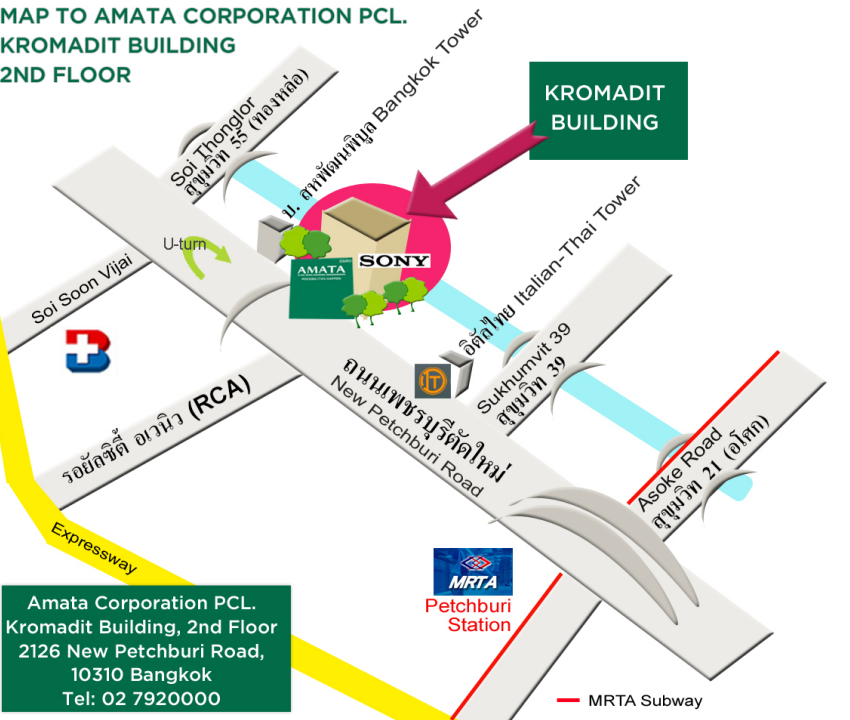 MAP TO AMATA CORPORATION PCL.
KROMADIT BUILDING
2ND FLOOR
KROMADIT
BUILDING
Soi Thonglor
สุขุมวิท 55 (ทองหล่อ)
บ. สหพัฒนพิบูล Bangkok Tower
U-turn
Soi Soon Vijai
AMATA
SONY
อิตัลไทย Italian-Thai Tower
Sukhumvit 39
สุขุมวิท 39
รอยัลซิตี้ อเวนิว (RCA)
ถนนเพชรบุรีตัดใหม่
New Petchburi Road
Asoke Road
สุขุมวิท 21 (อโศก)
Expressway
MRTA
Petchburi
Station
Amata Corporation PCL.
Kromadit Building, 2nd Floor
2126 New Petchburi Road,
10310 Bangkok
Tel: 02 7920000
MRTA Subway